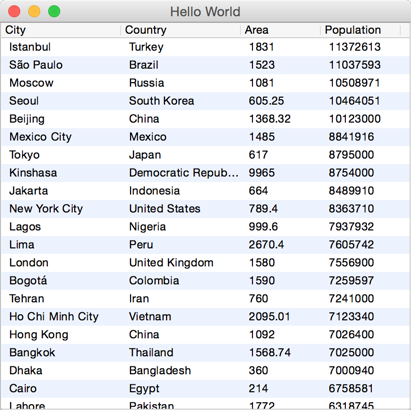 Hello World
City Country Area Population
Istanbul Turkey 1831 11372613
São Paulo Brazil 1523 11037593
Moscow Russia 1081 10508971
Seoul South Korea 605.25 10464051
Beijing China 1368.32 10123000
Mexico City Mexico 1485 8841916
Tokyo Japan 617 8795000
Kinshasa Democratic Repub... 9965 8754000
Jakarta Indonesia 664 8489910
New York City United States 789.4 8363710
Lagos Nigeria 999.6 7937932
Lima Peru 2670.4 7605742
London United Kingdom 1580 7556900
Bogotá Colombia 1590 7259597
Tehran Iran 760 7241000
Ho Chi Minh City Vietnam 2095.01 7123340
Hong Kong China 1092 7026400
Bangkok Thailand 1568.74 7025000
Dhaka Bangladesh 360 7000940
Cairo Egypt 214 6758581
Lahore Pakistan 1772 6318745